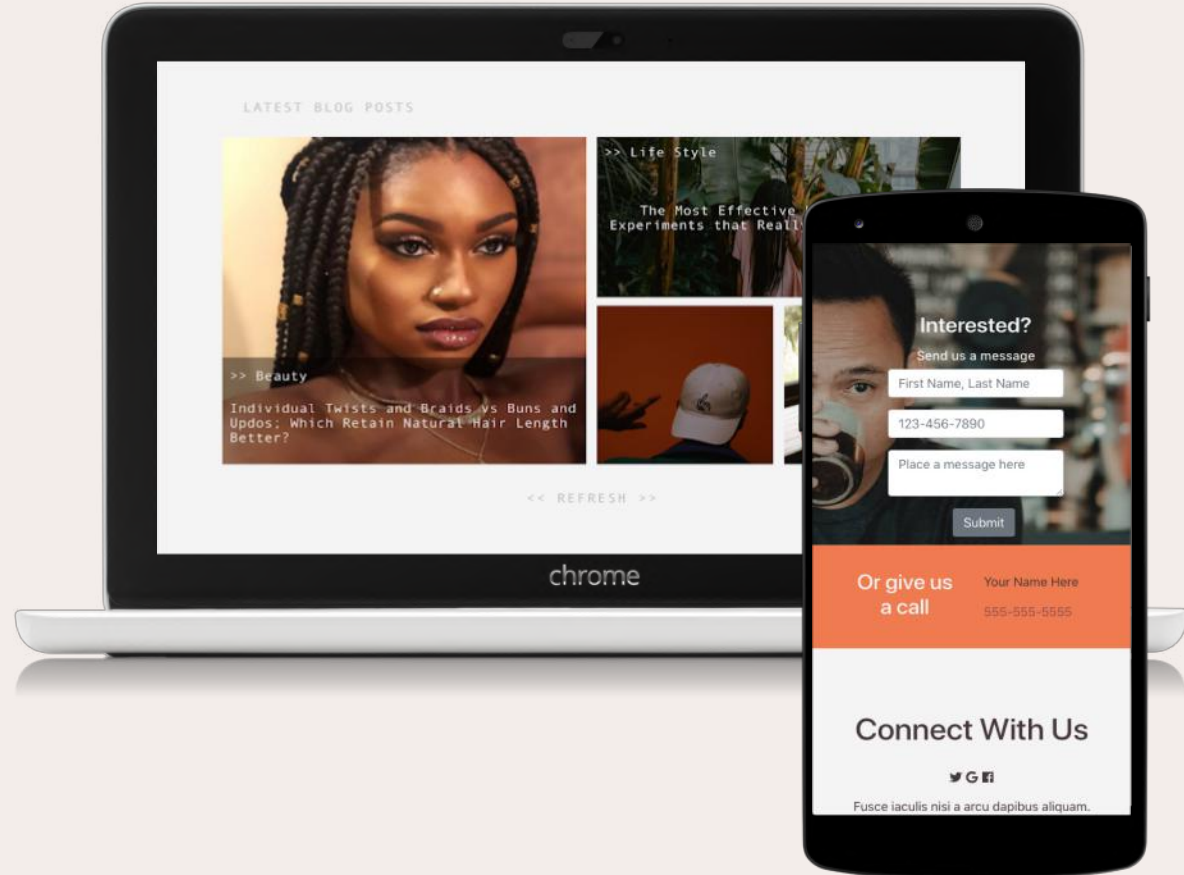 LATEST BLOG POSTS
>> Life Style
The Most Effective
Experiments that Reall
>> Beauty
Individual Twists and Braids vs Buns and
Updos; Which Retain Natural Hair Length
Better?
<< REFRESH >>
chrome
Interested?
Send us a message
First Name, Last Name
123-456-7890
Place a message here
Submit
Or give us
a call
Your Name Here
555-555-5555
Connect With Us
Fusce iaculis nisi a arcu dapibus aliquam.